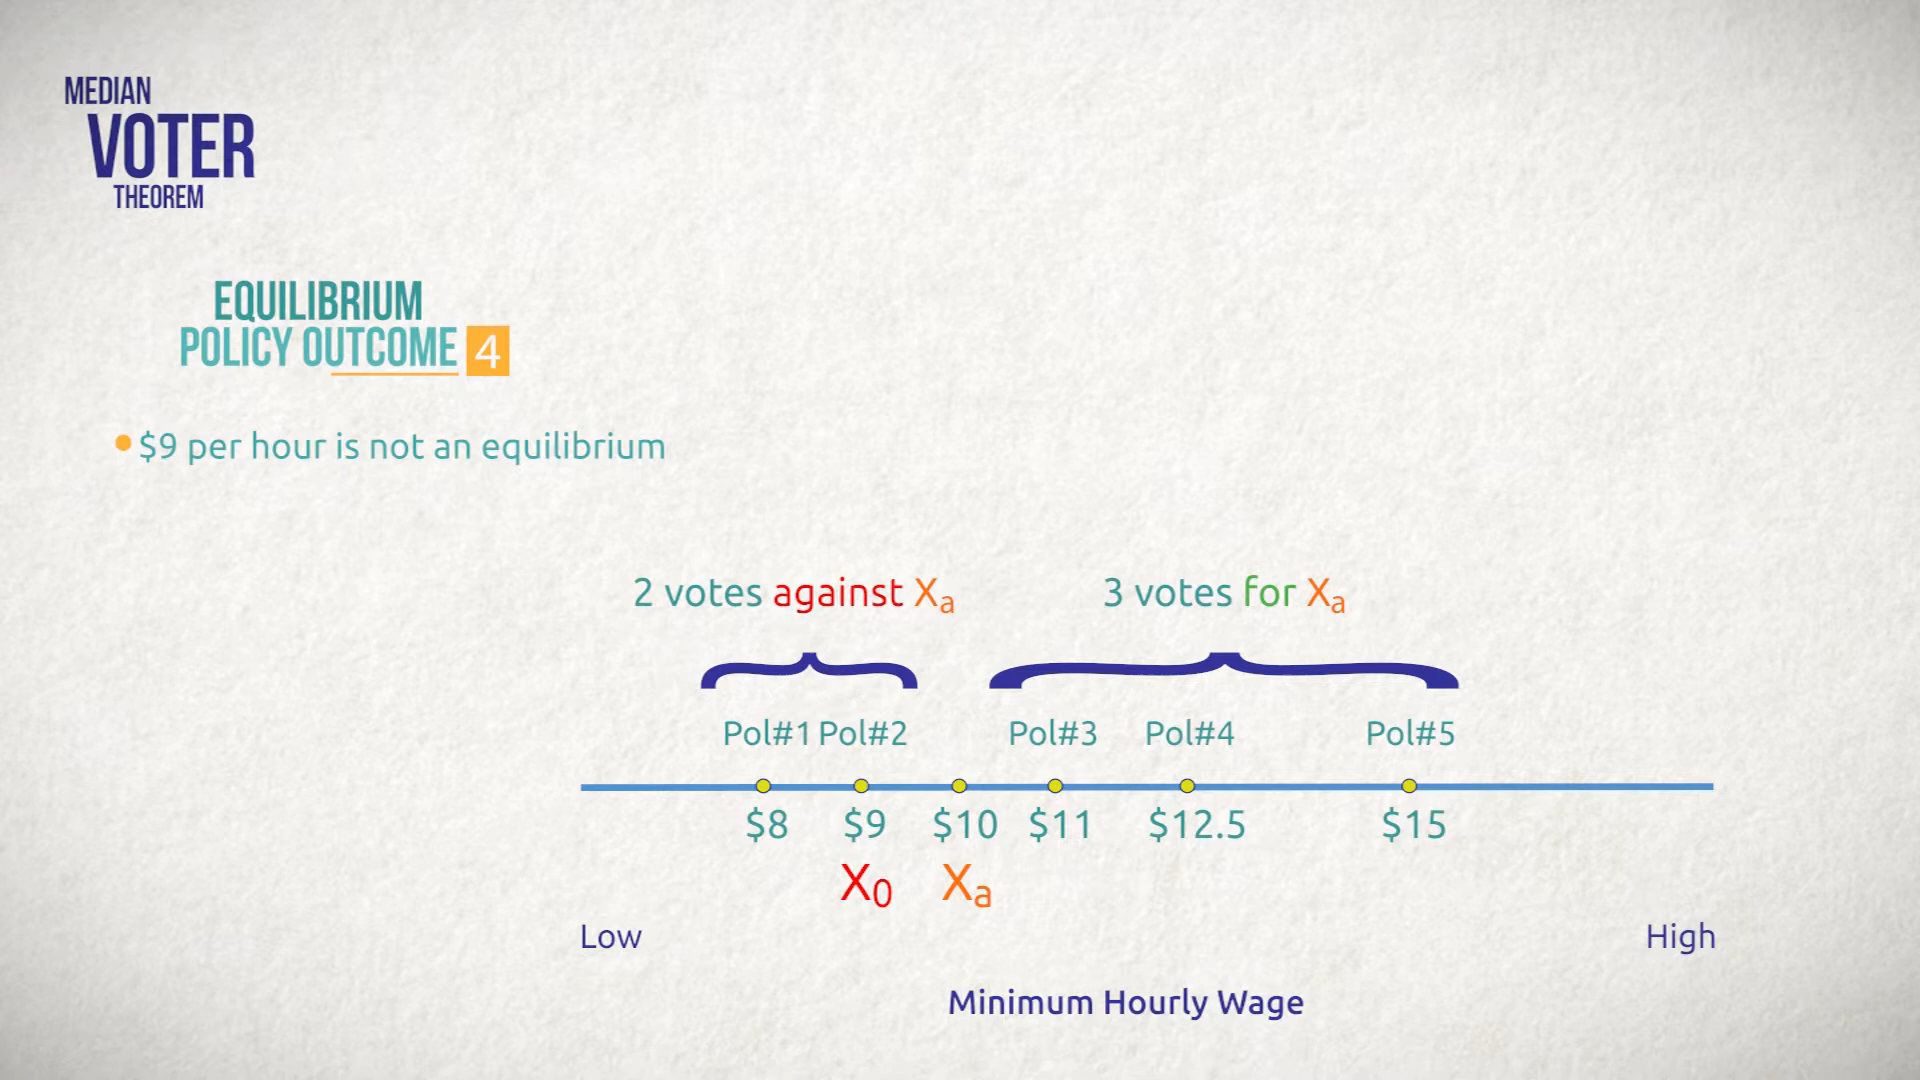 MEDIAN
VOTER
THEOREM
EQUILIBRIUM
POLICY OUTCOME 4
$9 per hour is not an equilibrium
2 votes against Xa 3 votes for Xa
Pol#1 Pol#2 Pol#3 Pol#4 Pol#5
$8 $9 $10 $11 $12.5 $15
X0 Xa
Low High
Minimum Hourly Wage